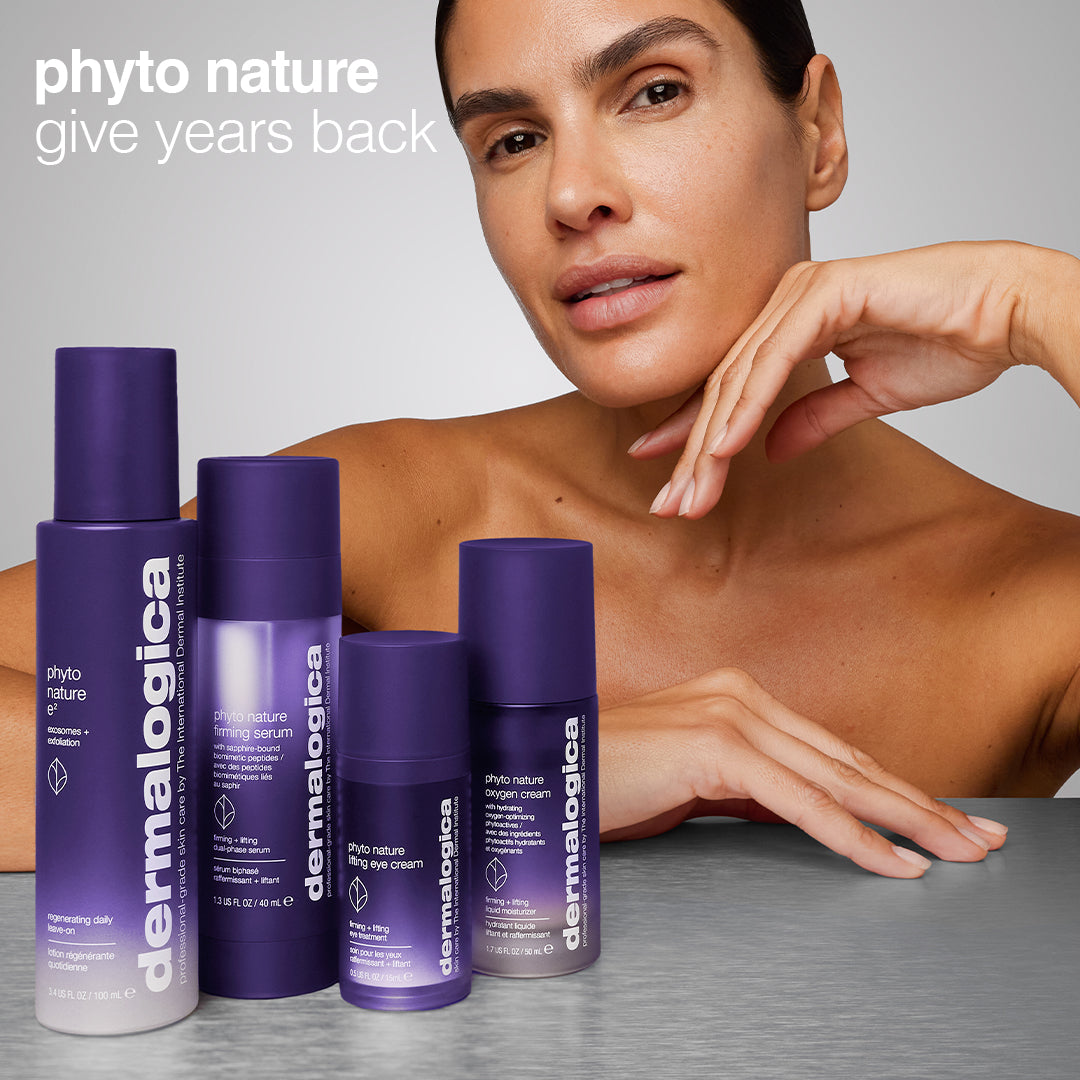 phyto nature
give years back
phyto
nature
e²
exosomes +
exfoliation
regenerating daily
leave-on
lotion régénérante
quotidienne
3.4 US FL OZ / 100 mL ℮
dermalogica
professional-grade skin care by The International Dermal Institute
phyto nature
firming serum
with sapphire-bound
biomimetic peptides /
avec des peptides
biomimétiques liés
au saphir
firming + lifting
dual-phase serum
sérum biphasé
raffermissant + liftant
1.3 US FL OZ / 40 mL ℮
dermalogica
professional-grade skin care by The International Dermal Institute
phyto nature
lifting eye cream
firming + lifting
eye treatment
soin pour les yeux
raffermissant + liftant
0.5 US FL OZ / 15mL ℮
dermalogica
skin care by The International Dermal Institute
phyto nature
oxygen cream
with hydrating
oxygen-optimizing
phytoactives /
avec des ingrédients
phytoactifs hydratants
et oxygénants
firming + lifting
liquid moisturizer
hydratant liquide
liftant et raffermissant
1.7 US FL OZ / 50 mL ℮
dermalogica
professional-grade skin care by The International Dermal Institute